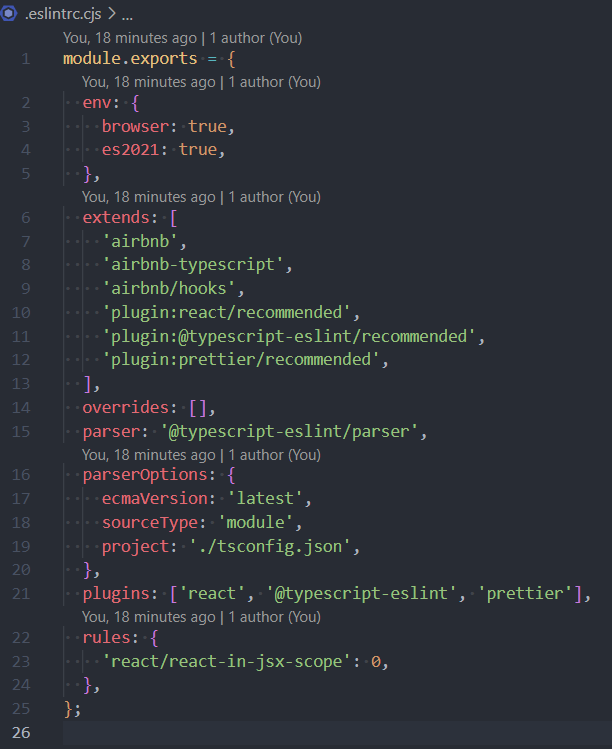 .eslintrc.cjs > ...
You, 18 minutes ago | 1 author (You)
1 module.exports = {
You, 18 minutes ago | 1 author (You)
2 env: {
3 browser: true,
4 es2021: true,
5 },
You, 18 minutes ago | 1 author (You)
6 extends: [
7 'airbnb',
8 'airbnb-typescript',
9 'airbnb/hooks',
10 'plugin:react/recommended',
11 'plugin:@typescript-eslint/recommended',
12 'plugin:prettier/recommended',
13 ],
14 overrides: [],
15 parser: '@typescript-eslint/parser',
You, 18 minutes ago | 1 author (You)
16 parserOptions: {
17 ecmaVersion: 'latest',
18 sourceType: 'module',
19 project: './tsconfig.json',
20 },
21 plugins: ['react', '@typescript-eslint', 'prettier'],
You, 18 minutes ago | 1 author (You)
22 rules: {
23 'react/react-in-jsx-scope': 0,
24 },
25 };
26